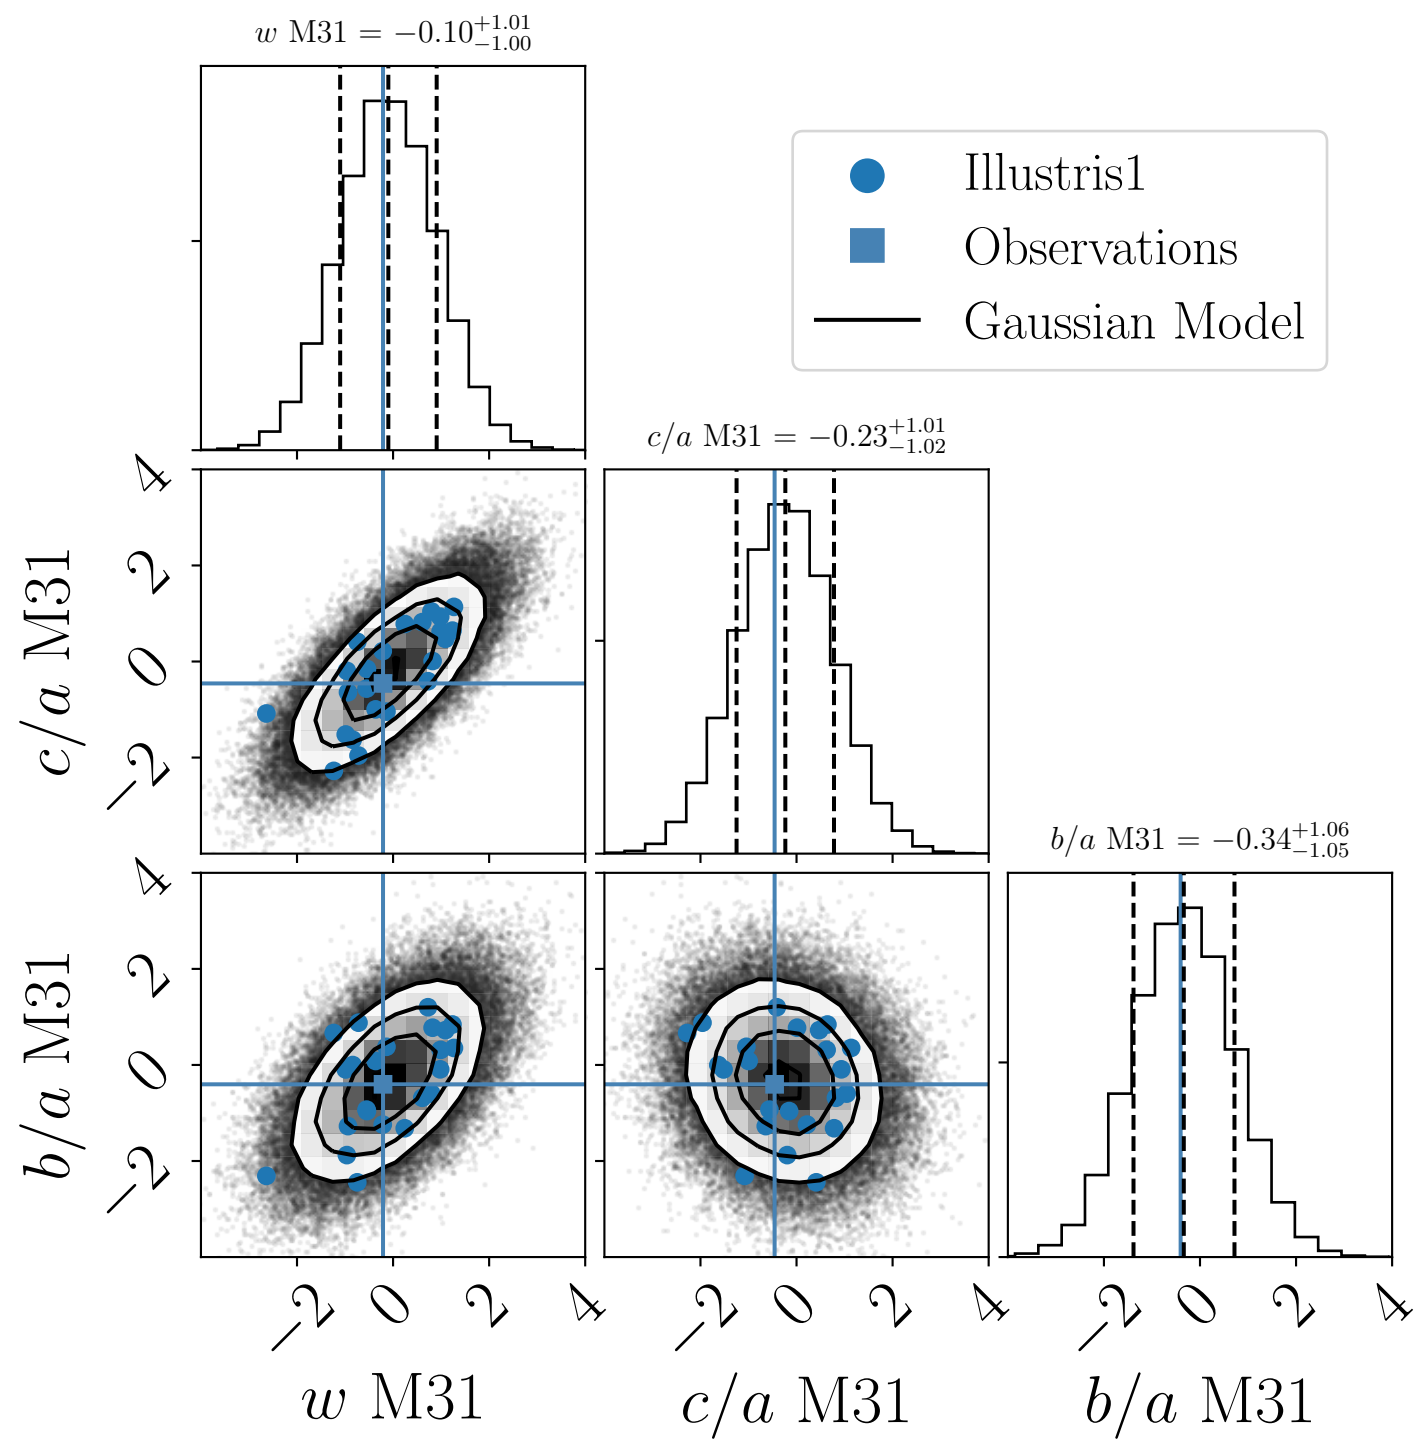 w M31 = −0.10+1.01−1.00
Illustris1
Observations
Gaussian Model
c/a M31 = −0.23+1.01−1.02
4
2
0
−2
c/a M31
b/a M31 = −0.34+1.06−1.05
4
2
0
−2
b/a M31
−2 0 2 4
−2 0 2 4
−2 0 2 4
w M31
c/a M31
b/a M31